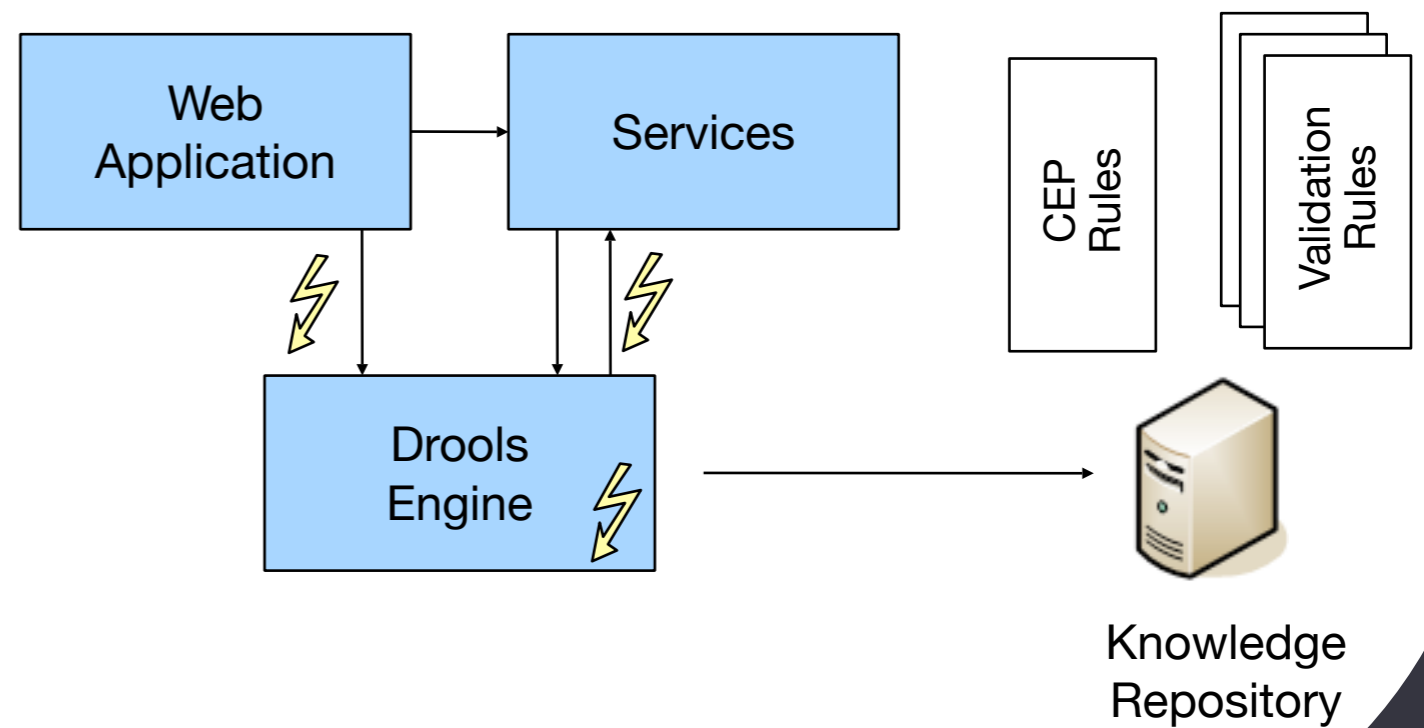 Web
Application
Services
CEP
Rules
Validation
Rules
Drools
Engine
Knowledge
Repository